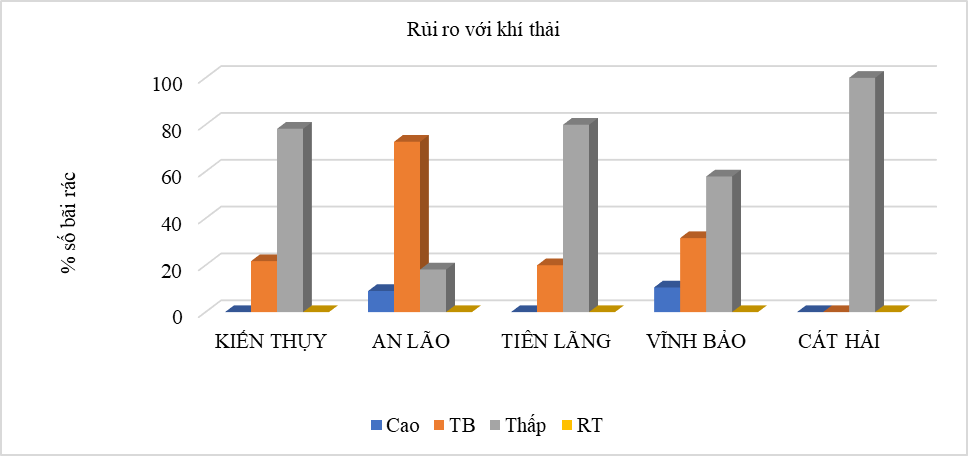 Rủi ro với khí thải
% số bãi rác
100
80
60
40
20
0
KIẾN THỤY AN LÃO TIÊN LÃNG VĨNH BẢO CÁT HẢI
Cao TB Thấp RT